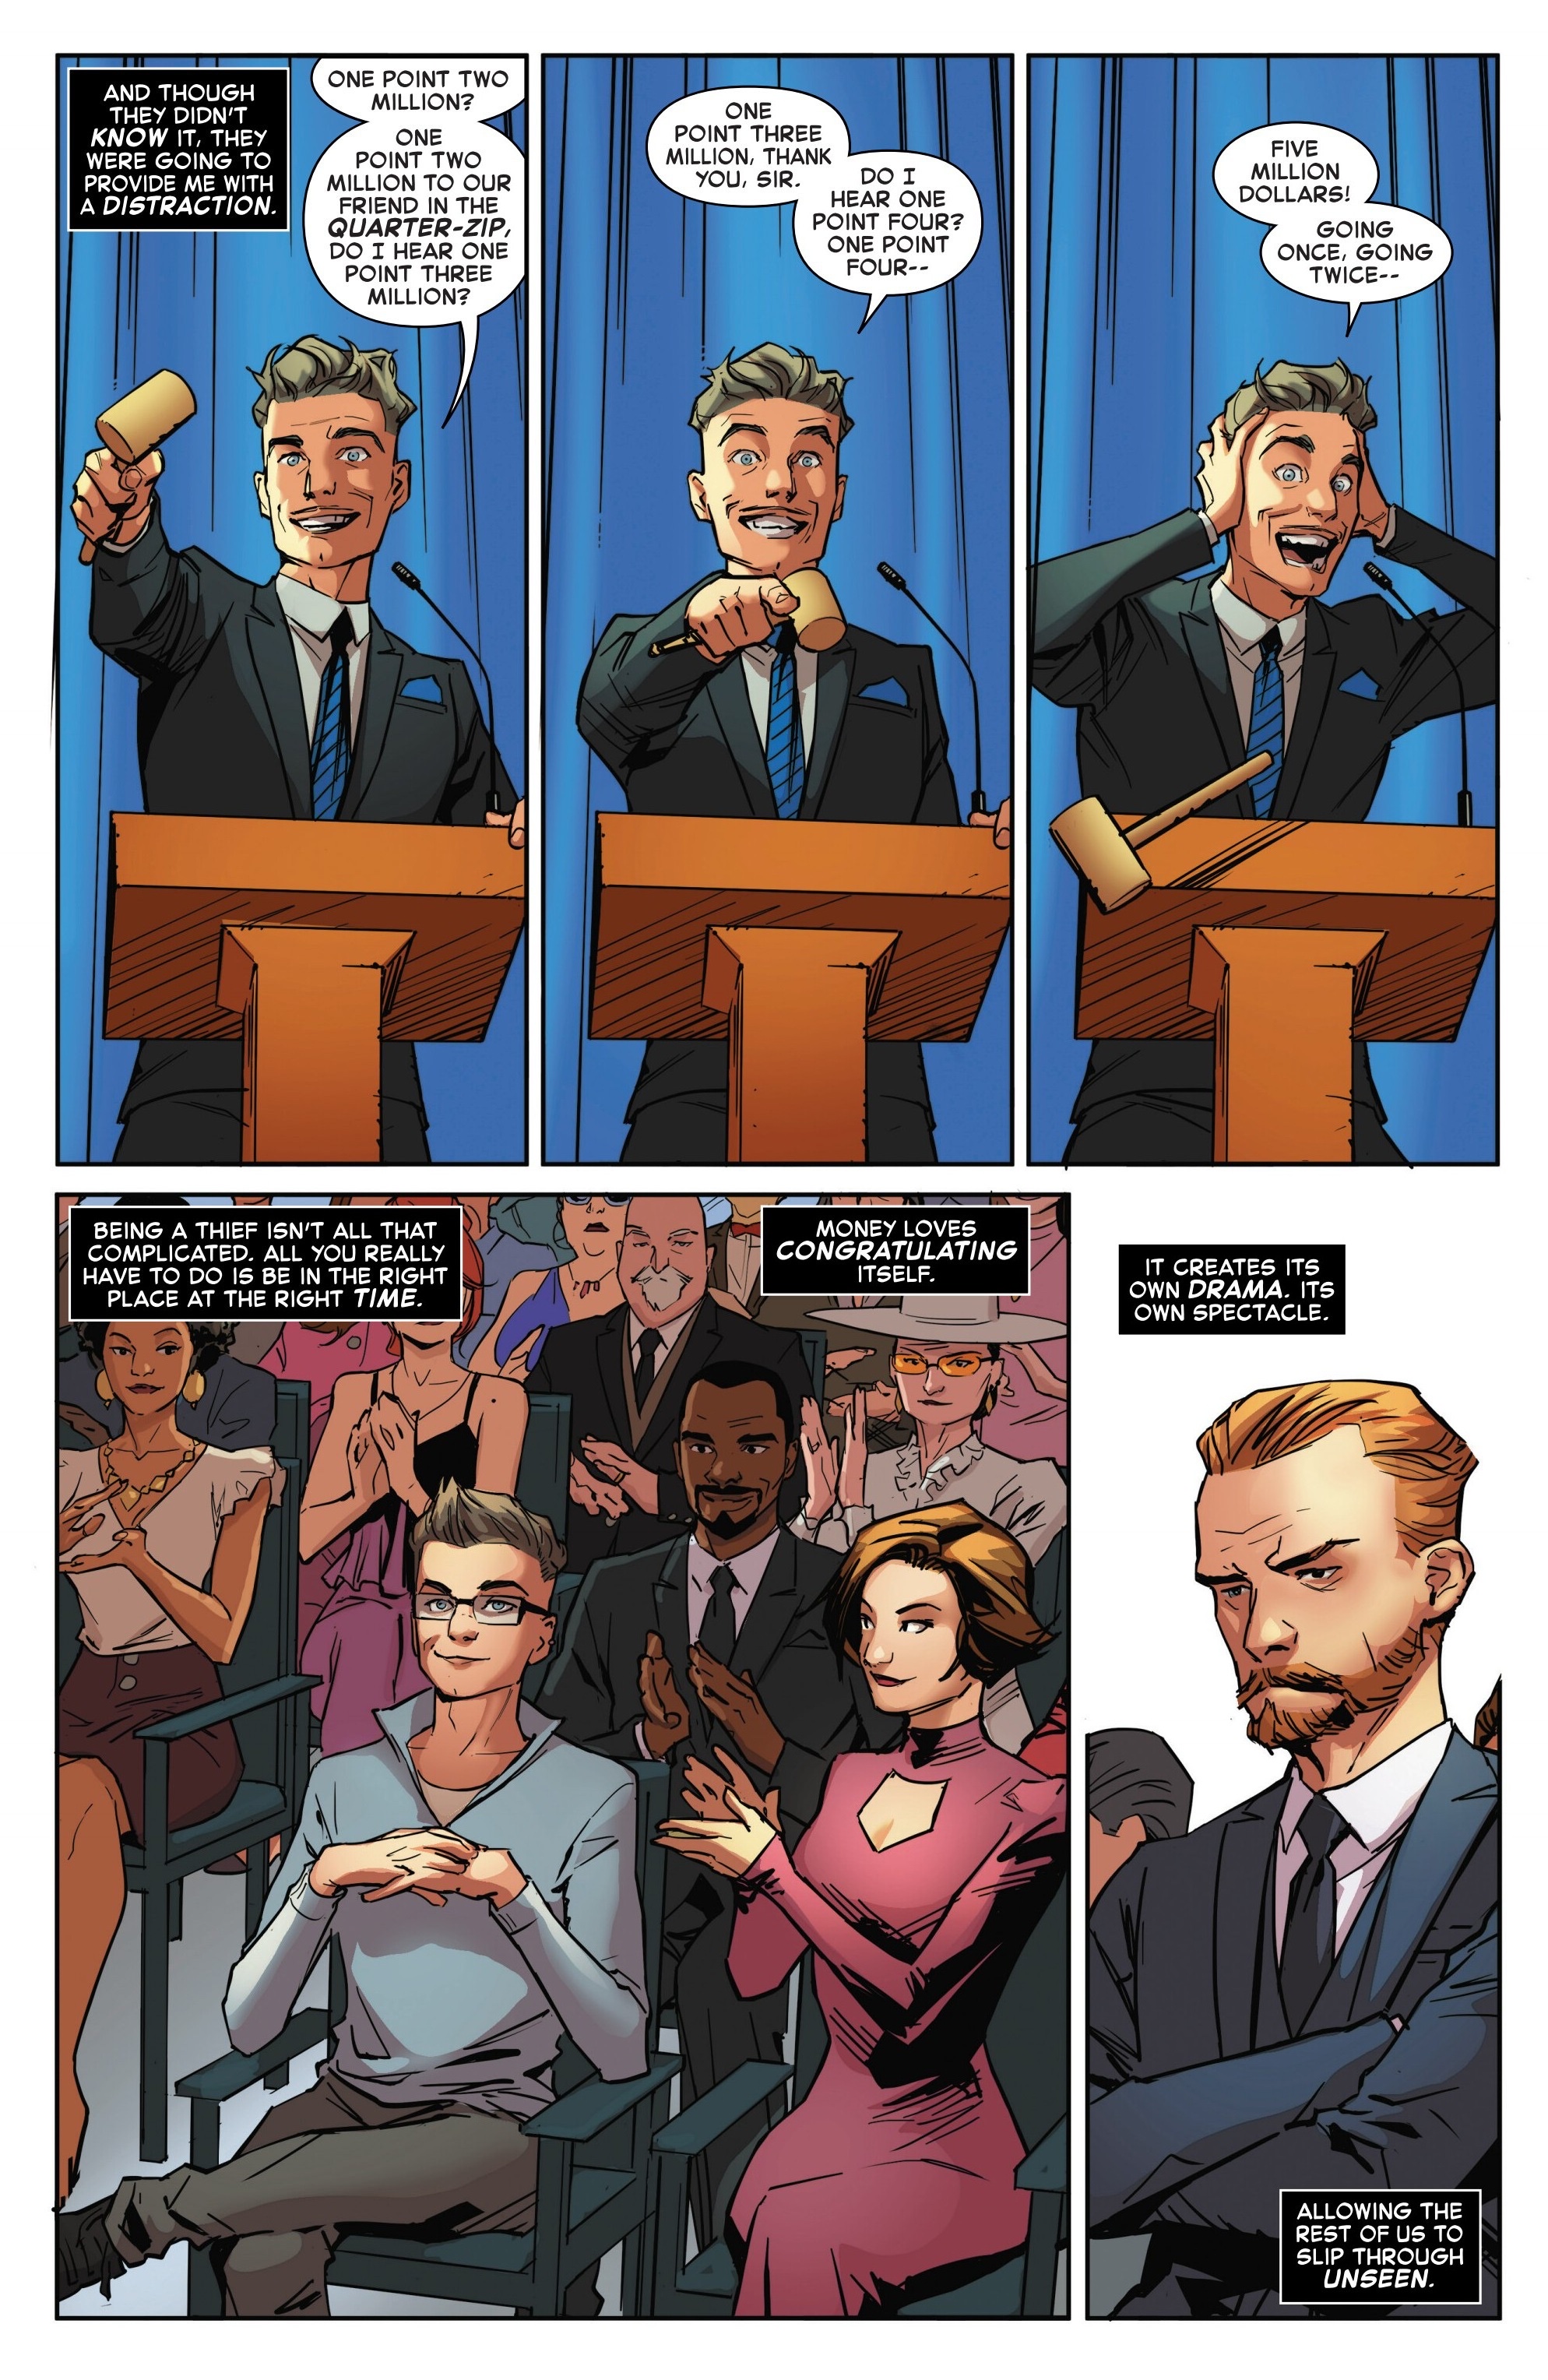 AND THOUGH
THEY DIDN'T
KNOW IT, THEY
WERE GOING TO
PROVIDE ME WITH
A DISTRACTION.
ONE POINT TWO
MILLION?
ONE
POINT TWO
MILLION TO OUR
FRIEND IN THE
QUARTER-ZIP,
DO I HEAR ONE
POINT THREE
MILLION?
ONE
POINT THREE
MILLION, THANK
YOU, SIR.
DO I
HEAR ONE
POINT FOUR?
ONE POINT
FOUR--
FIVE
MILLION
DOLLARS!
GOING
ONCE, GOING
TWICE--
BEING A THIEF ISN'T ALL THAT
COMPLICATED. ALL YOU REALLY
HAVE TO DO IS BE IN THE RIGHT
PLACE AT THE RIGHT TIME.
MONEY LOVES
CONGRATULATING
ITSELF.
IT CREATES ITS
OWN DRAMA. ITS
OWN SPECTACLE.
ALLOWING THE
REST OF US TO
SLIP THROUGH
UNSEEN.